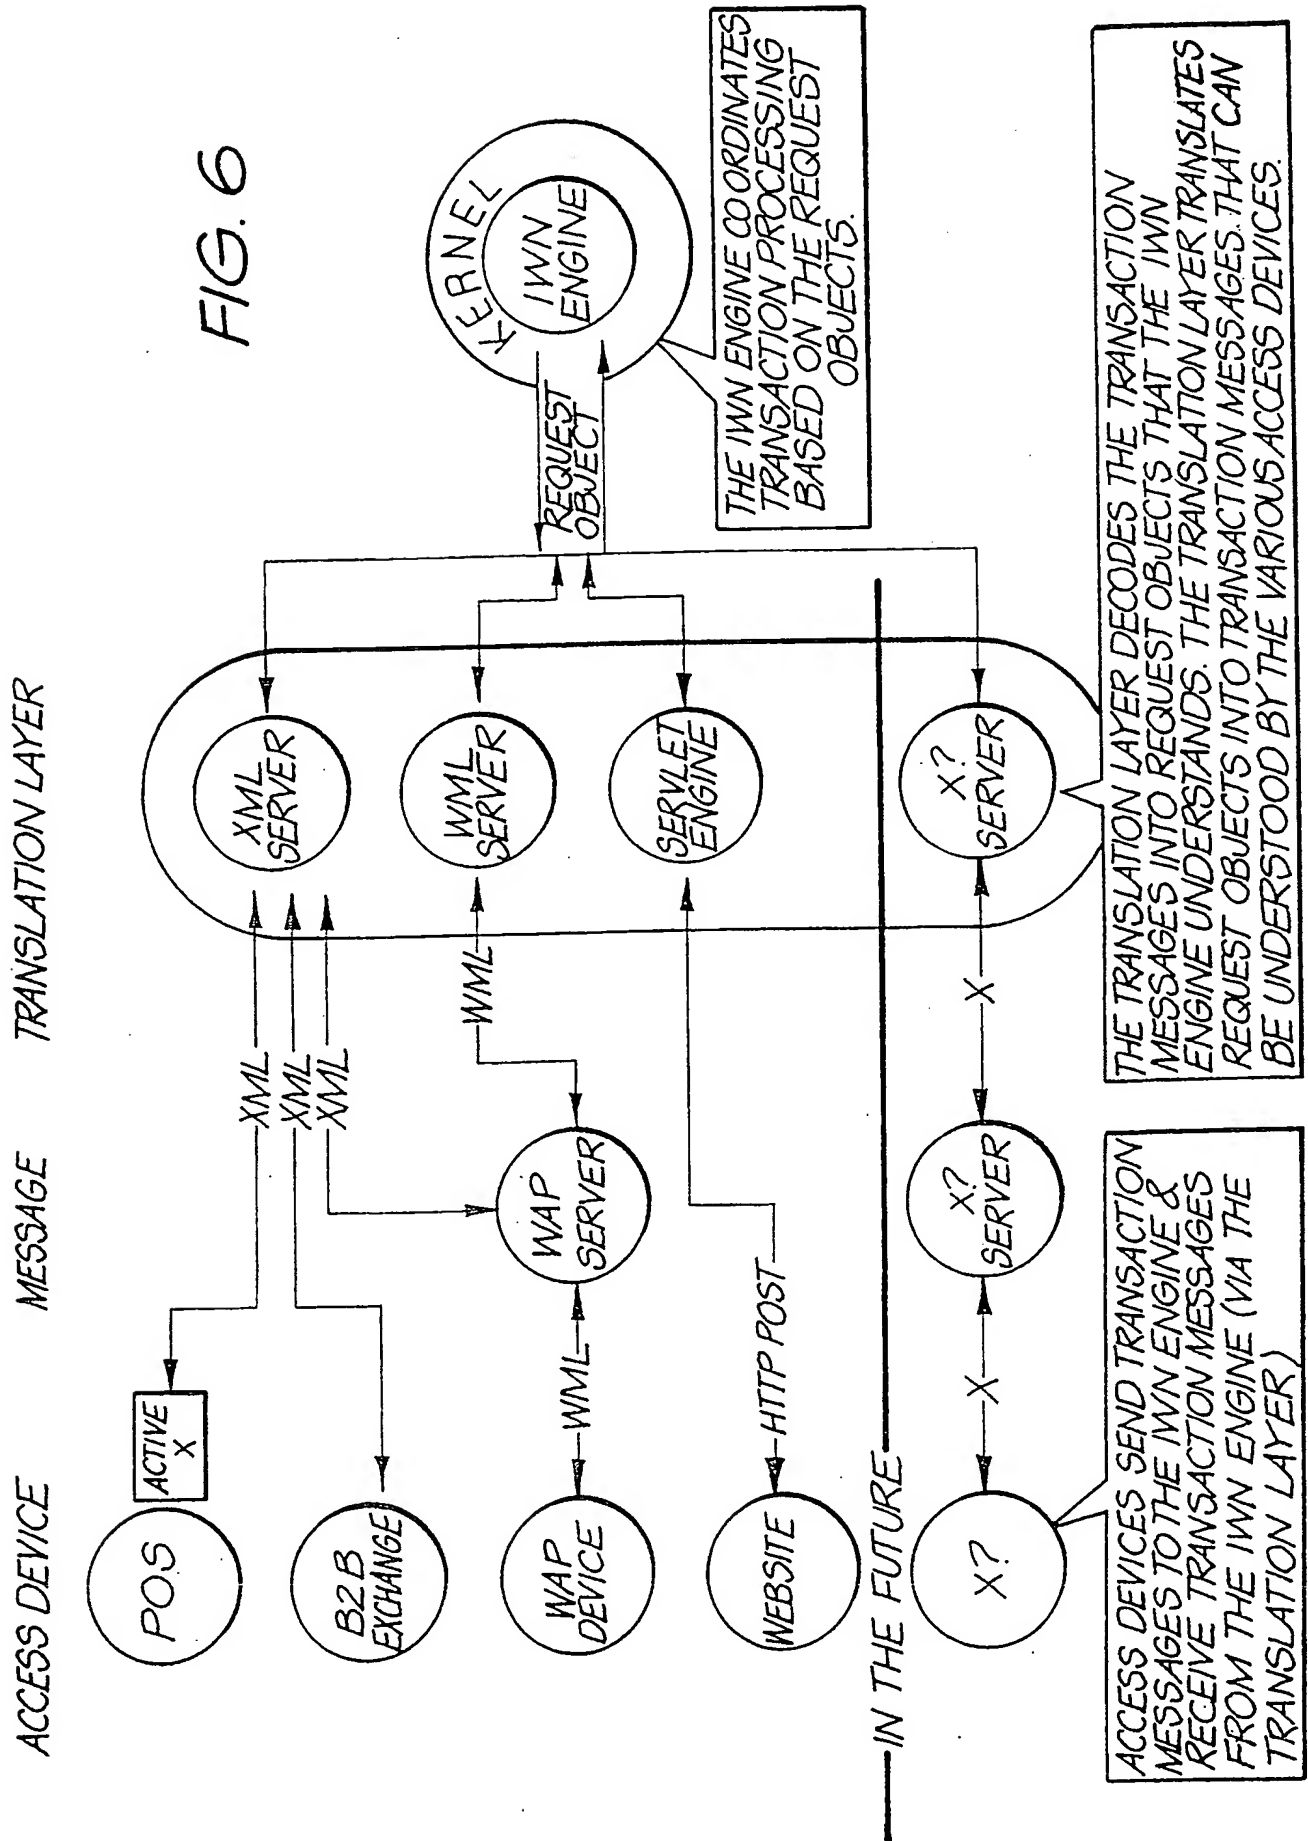 FIG. 6
ACCESS DEVICE
MESSAGE
TRANSLATION LAYER
POS
ACTIVE
X
XML
XML
XML
XML
SERVER
B2B
EXCHANGE
WAP
DEVICE
WML
WAP
SERVER
WML
WML
SERVER
WEBSITE
HTTP POST
SERVLET
ENGINE
REQUEST
OBJECT
KERNEL
IWN
ENGINE
THE IWN ENGINE CO ORDINATES
TRANSACTION PROCESSING
BASED ON THE REQUEST
OBJECTS.
IN THE FUTURE
X?
X
X?
SERVER
X
X?
SERVER
ACCESS DEVICES SEND TRANSACTION
MESSAGES TO THE IWN ENGINE &
RECEIVE TRANSACTION MESSAGES
FROM THE IWN ENGINE (VIA THE
TRANSLATION LAYER)
THE TRANSLATION LAYER DECODES THE TRANSACTION
MESSAGES INTO REQUEST OBJECTS THAT THE IWN
ENGINE UNDERSTANDS. THE TRANSLATION LAYER TRANSLATES
REQUEST OBJECTS INTO TRANSACTION MESSAGES. THAT CAN
BE UNDERSTOOD BY THE VARIOUS ACCESS DEVICES.